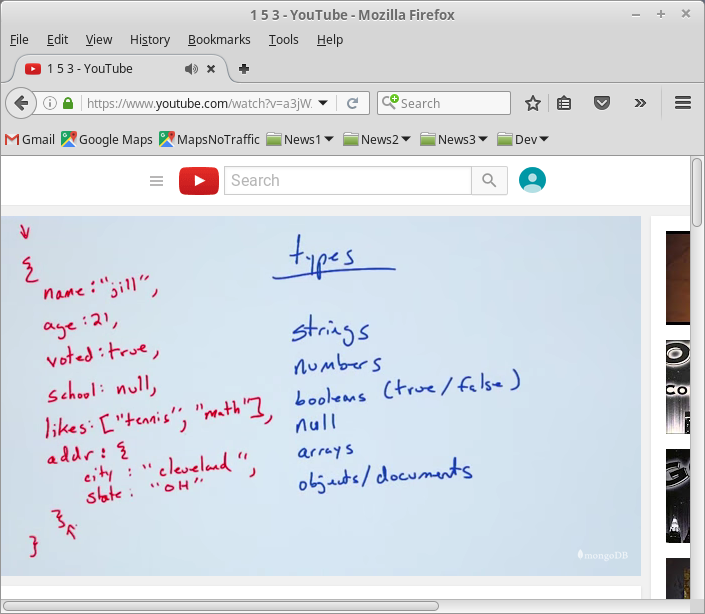 1 5 3 - YouTube - Mozilla Firefox
File Edit View History Bookmarks Tools Help
1 5 3 - YouTube
https://www.youtube.com/watch?v=a3jW
Search
Gmail Google Maps MapsNoTraffic News1 News2 News3 Dev
Search
types
{
name: "jill",
age: 21,
voted: true,
school: null,
likes: ["tennis", "math"],
addr: {
city: "cleveland",
state: "OH"
}
}
strings
numbers
booleans (true/false)
null
arrays
objects/documents
mongoDB